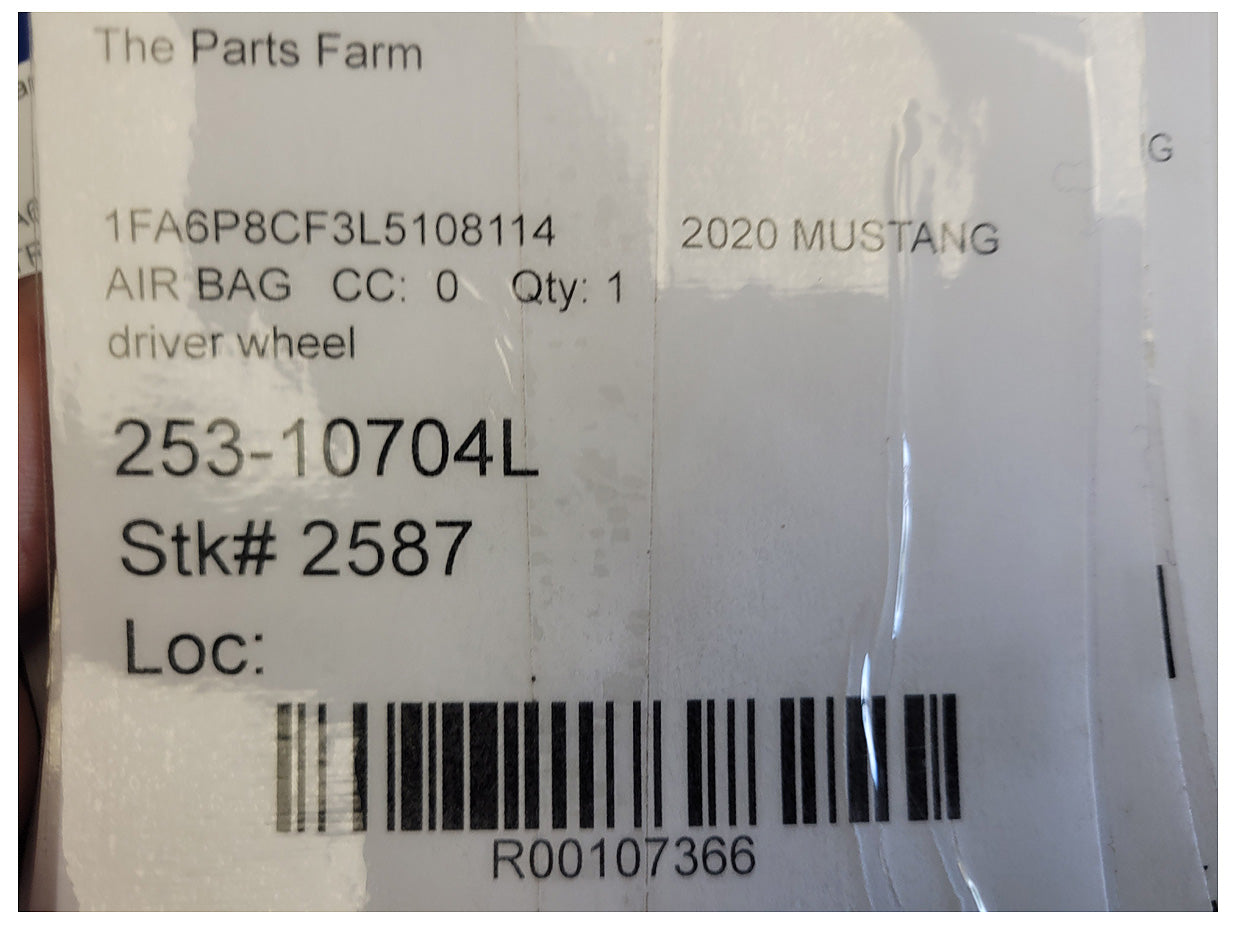 The Parts Farm
1FA6P8CF3L5108114 2020 MUSTANG
AIR BAG CC: 0 Qty: 1
driver wheel
253-10704L
Stk# 2587
Loc:
R00107366